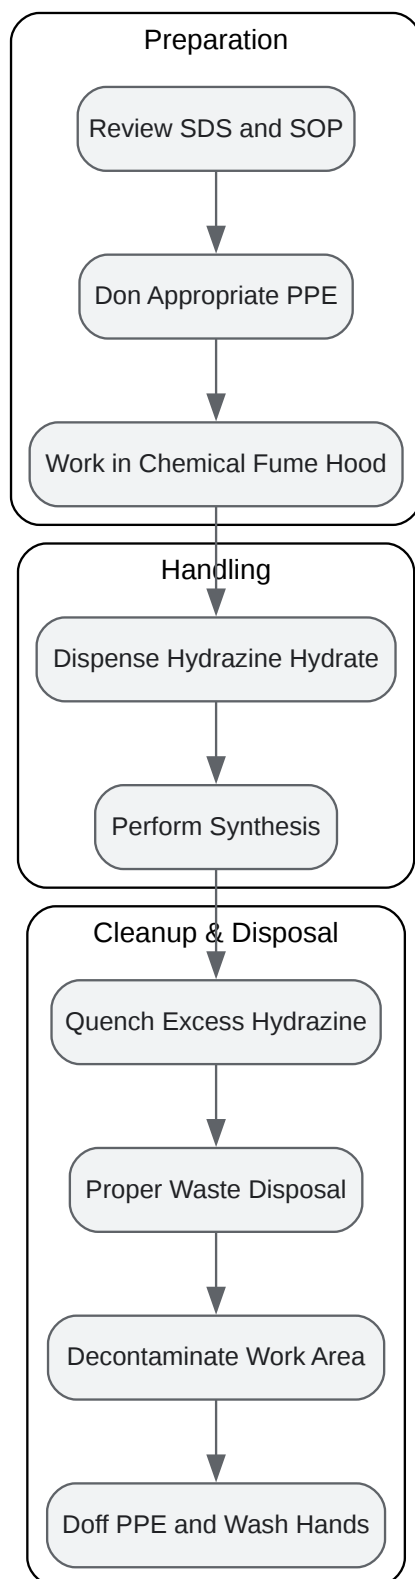 Preparation
Review SDS and SOP
Don Appropriate PPE
Work in Chemical Fume Hood
Handling
Dispense Hydrazine Hydrate
Perform Synthesis
Cleanup & Disposal
Quench Excess Hydrazine
Proper Waste Disposal
Decontaminate Work Area
Doff PPE and Wash Hands